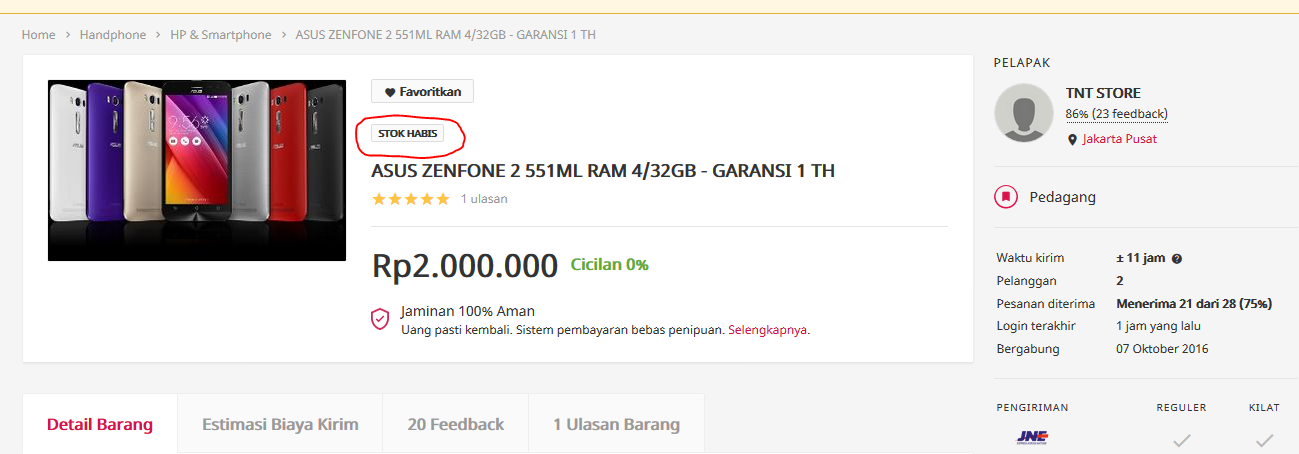 Home > Handphone > HP & Smartphone > ASUS ZENFONE 2 551ML RAM 4/32GB - GARANSI 1 TH
Favoritkan
STOK HABIS
ASUS ZENFONE 2 551ML RAM 4/32GB - GARANSI 1 TH
1 ulasan
Rp2.000.000 Cicilan 0%
Jaminan 100% Aman
Uang pasti kembali. Sistem pembayaran bebas penipuan. Selengkapnya.
Detail Barang
Estimasi Biaya Kirim
20 Feedback
1 Ulasan Barang
PELAPAK
TNT STORE
86% (23 feedback)
Jakarta Pusat
Pedagang
Waktu kirim ± 11 jam ?
Pelanggan 2
Pesanan diterima Menerima 21 dari 28 (75%)
Login terakhir 1 jam yang lalu
Bergabung 07 Oktober 2016
PENGIRIMAN REGULER KILAT
JNE